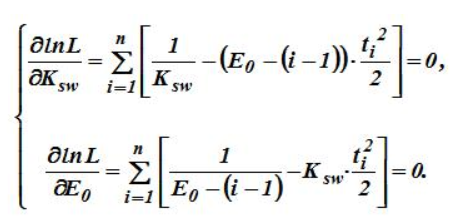 ∂lnL/∂K_sw = Σ_{i=1}^{n} [ 1/K_sw − (E_0 − (i − 1)) · t_i^2/2 ] = 0,
∂lnL/∂E_0 = Σ_{i=1}^{n} [ 1/(E_0 − (i − 1)) − K_sw · t_i^2/2 ] = 0.